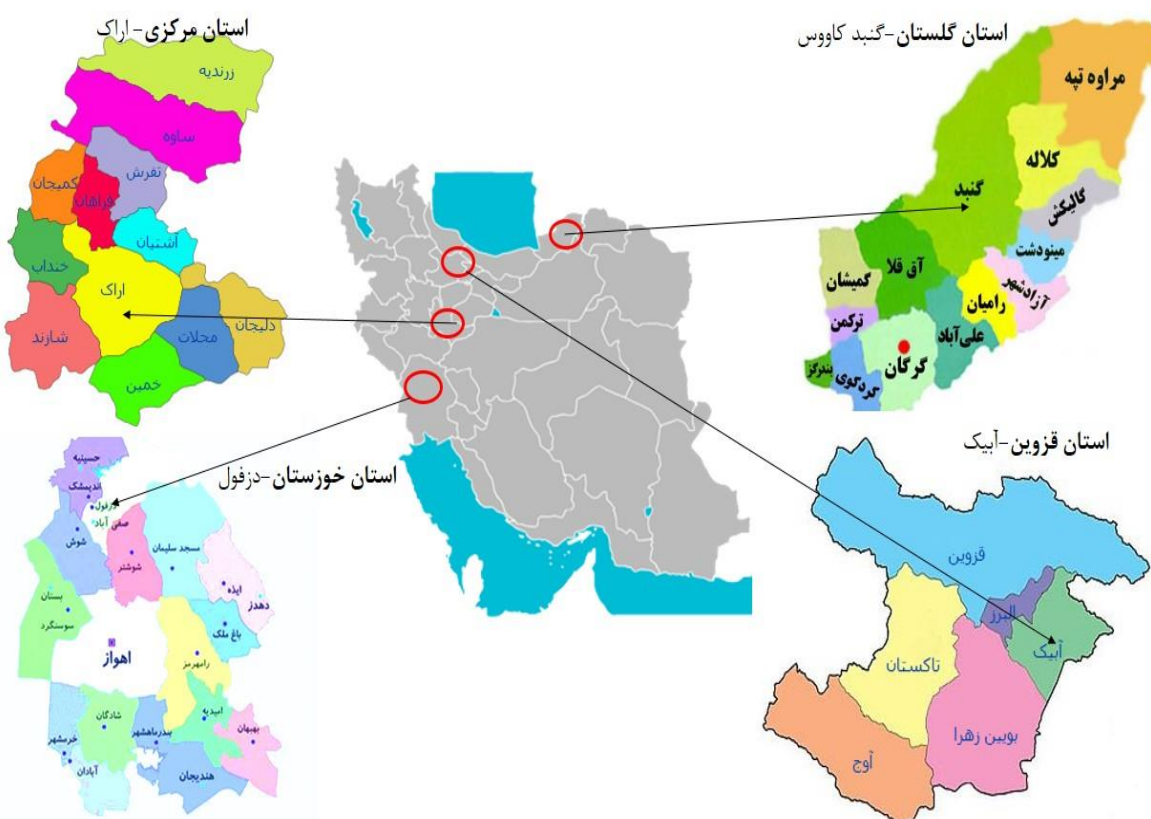 استان مرکزی-اراک
زرندیه
ساوه
تفرش
کمیجان
فراهان
آشتیان
خنداب
اراک
دلیجان
محلات
شازند
خمین
استان گلستان-گنبد کاووس
مراوه تپه
کلاله
گنبد
گالیکش
مینودشت
آق قلا
گمیشان
آزادشهر
رامیان
ترکمن
علی‌آباد
گرگان
بندرگز
کردکوی
استان خوزستان-دزفول
حسینیه
اندیمشک
دزفول
صفی آباد
شوش
شوشتر
مسجد سلیمان
ایذه
دهدز
بستان
سوسنگرد
باغ ملک
اهواز
رامهرمز
امیدیه
شادگان
بندرماهشهر
بهبهان
خرمشهر
آبادان
هندیجان
استان قزوین-آبیک
قزوین
البرز
آبیک
تاکستان
بویین زهرا
آوج